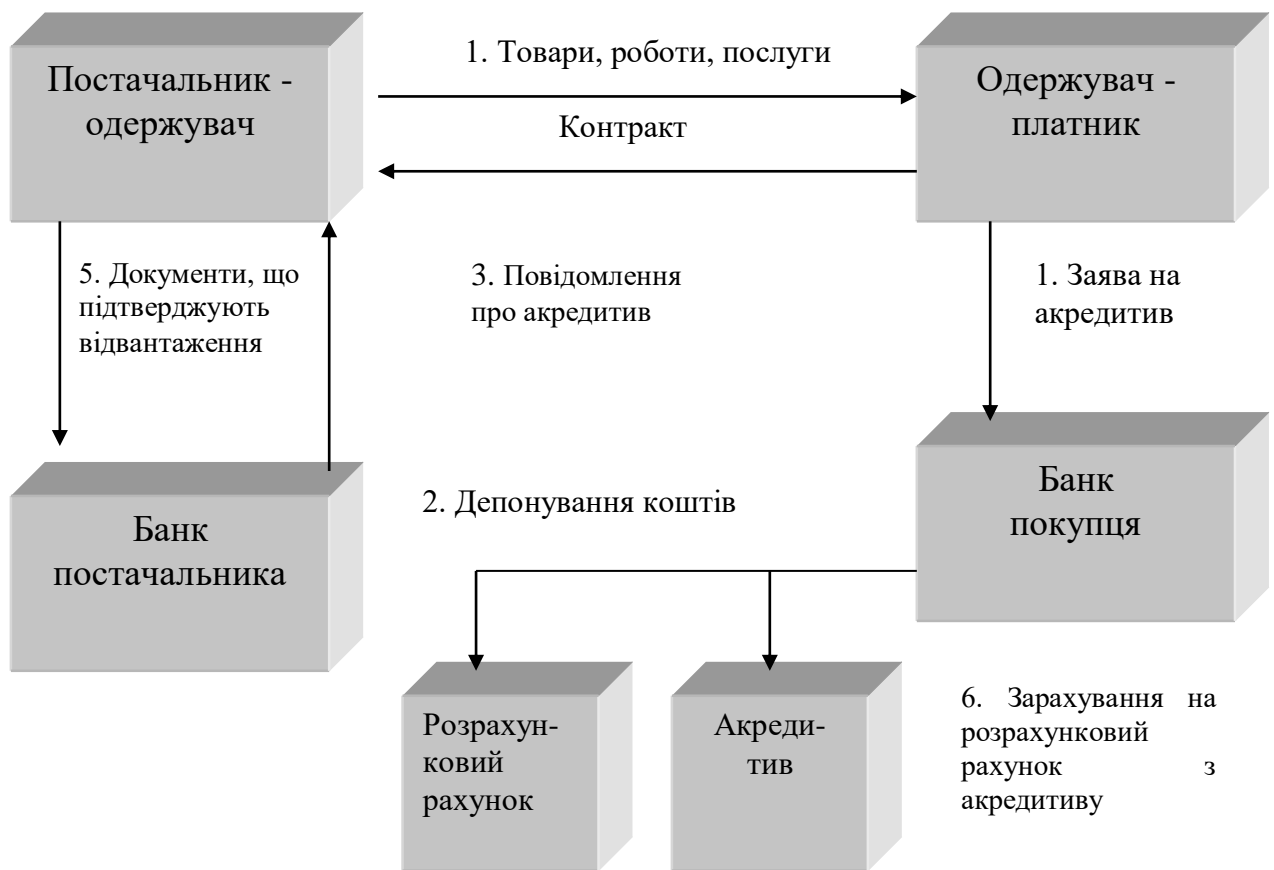 1. Товари, роботи, послуги
Постачальник -
одержувач
Одержувач -
платник
Контракт
5. Документи, що
підтверджують
відвантаження
3. Повідомлення
про акредитив
1. Заява на
акредитив
Банк
постачальника
2. Депонування коштів
Банк
покупця
Розрахун-
ковий
рахунок
Акреди-
тив
6. Зарахування на
розрахунковий
рахунок з
акредитиву